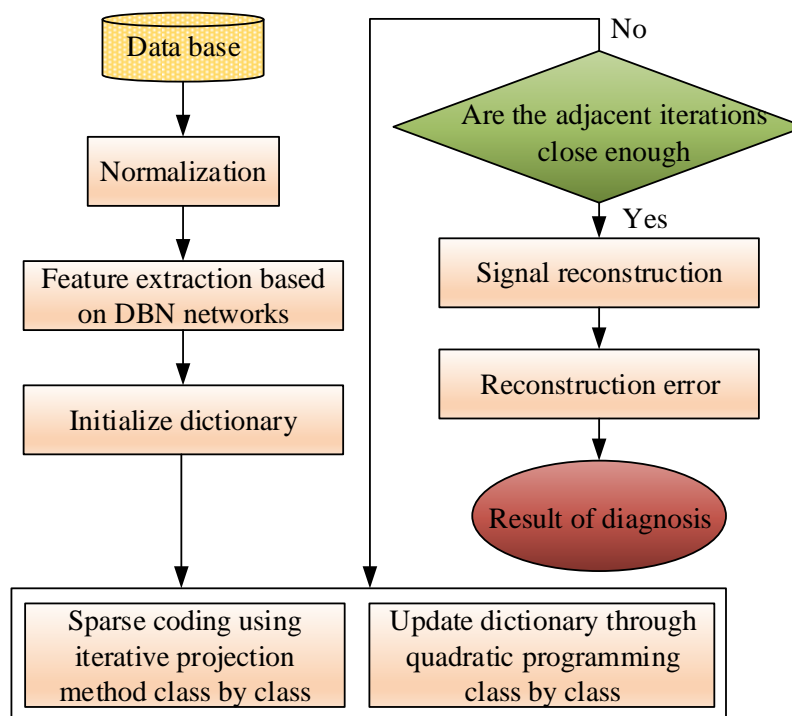 Data base
Normalization
Feature extraction based
on DBN networks
Initialize dictionary
Sparse coding using
iterative projection
method class by class
Update dictionary through
quadratic programming
class by class
No
Are the adjacent iterations
close enough
Yes
Signal reconstruction
Reconstruction error
Result of diagnosis